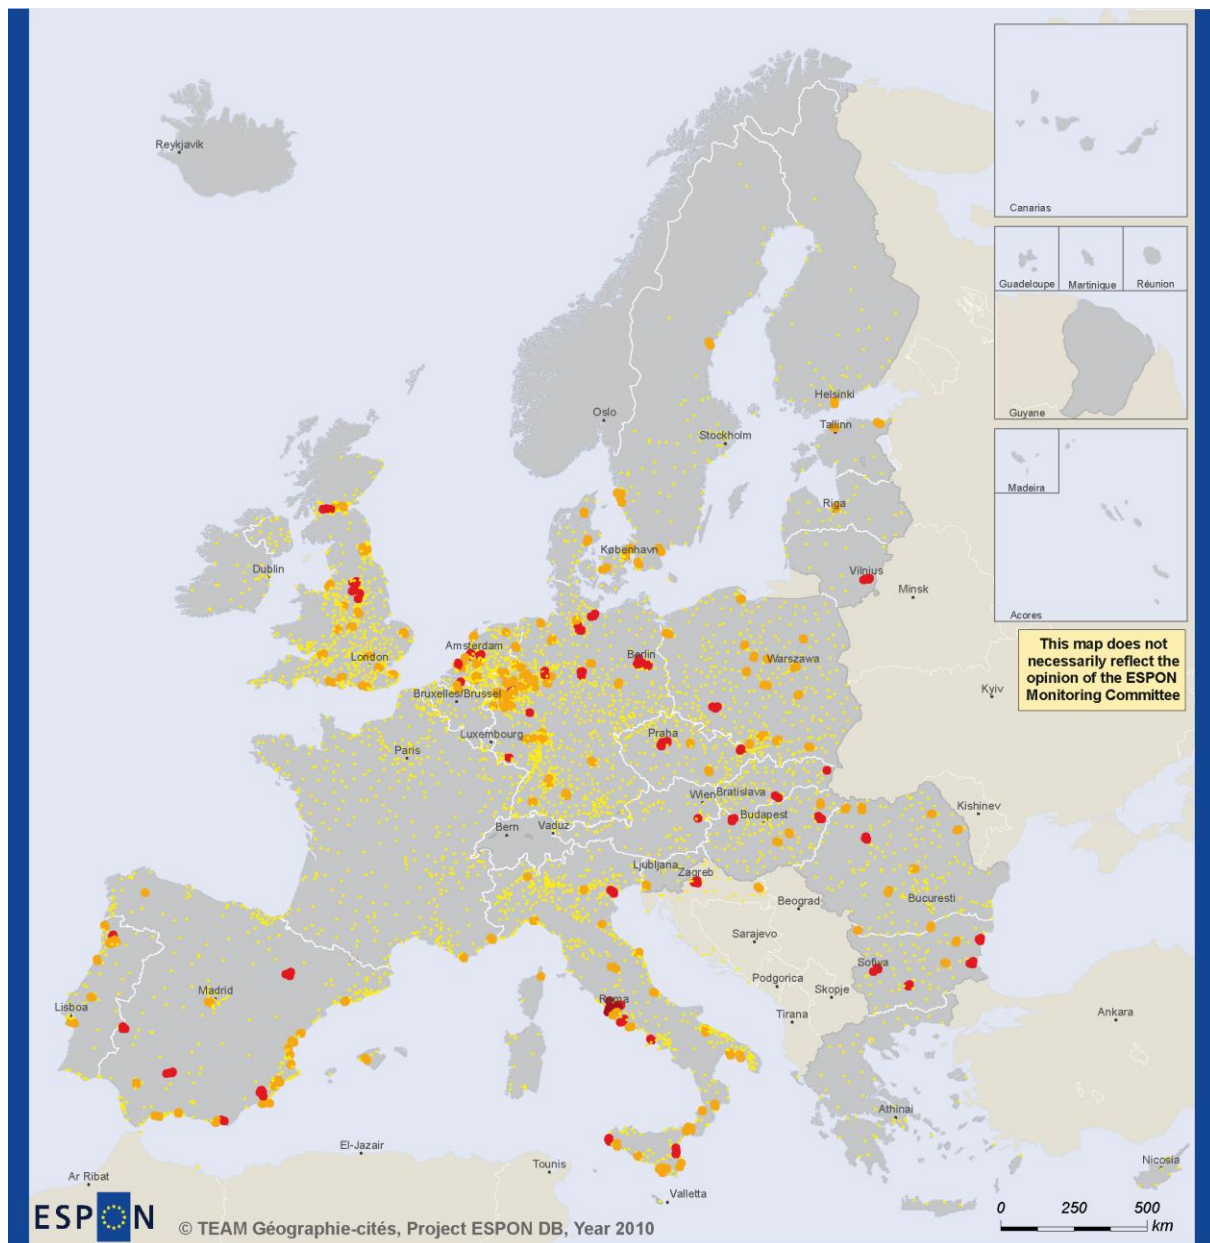 Reykjavik
Canarias
Guadeloupe
Martinique
Réunion
Helsinki
Oslo
Guyane
Tallinn
Stockholm
Madeira
Riga
København
Dublin
Vilnius
Minsk
Acores
This map does not
necessarily reflect the
opinion of the ESPON
Monitoring Committee
Amsterdam
London
Berlin
Warszawa
Bruxelles/Brussel
Kyiv
Luxembourg
Praha
Paris
Wien
Bratislava
Kishinev
Budapest
Bern
Vaduz
Ljubljana
Zagreb
Beograd
Bucuresti
Sarajevo
Sofiya
Podgorica
Skopje
Madrid
Roma
Lisboa
Tirana
Ankara
Athinai
El-Jazair
Tounis
Nicosia
Ar Ribat
Valletta
ESPON
© TEAM Géographie-cités, Project ESPON DB, Year 2010
0 250 500
km